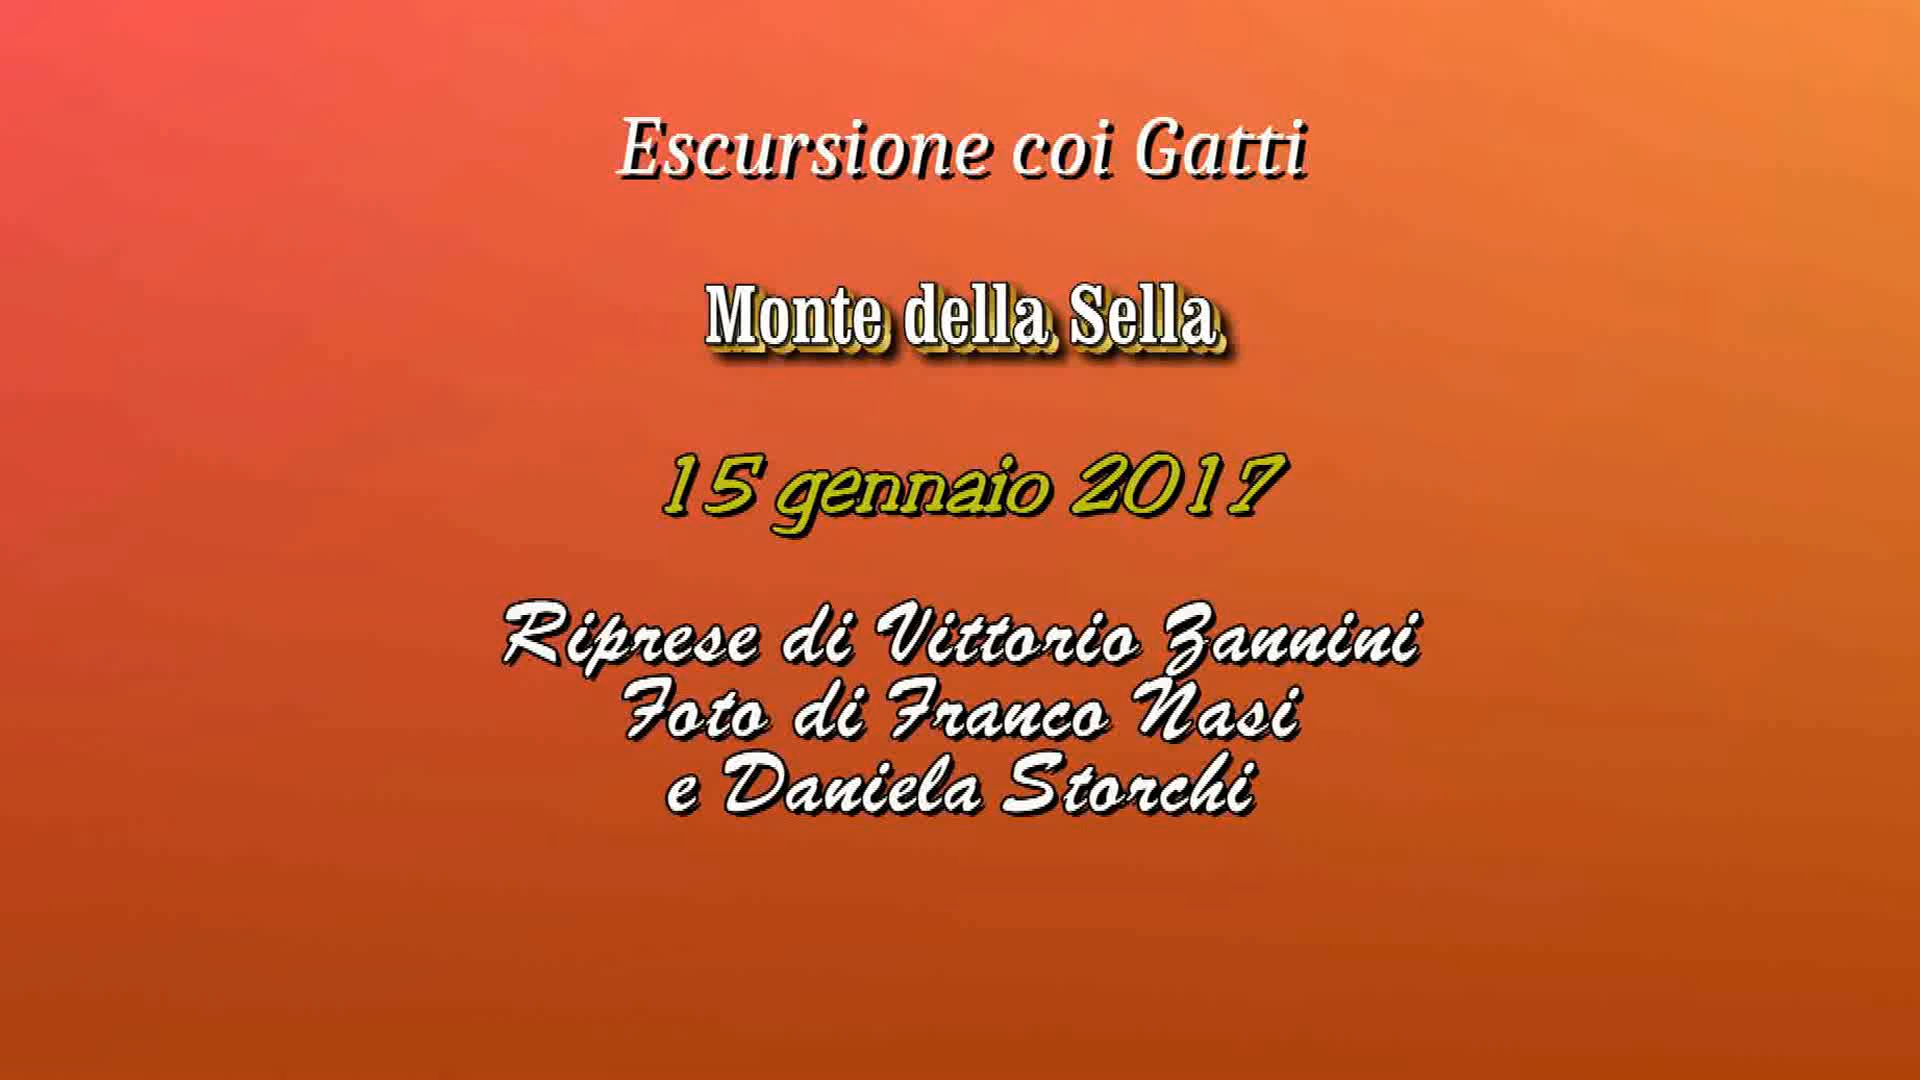 Escursione coi Gatti
Monte della Sella
15 gennaio 2017
Riprese di Vittorio Zannini
Foto di Franco Nasi
e Daniela Storchi